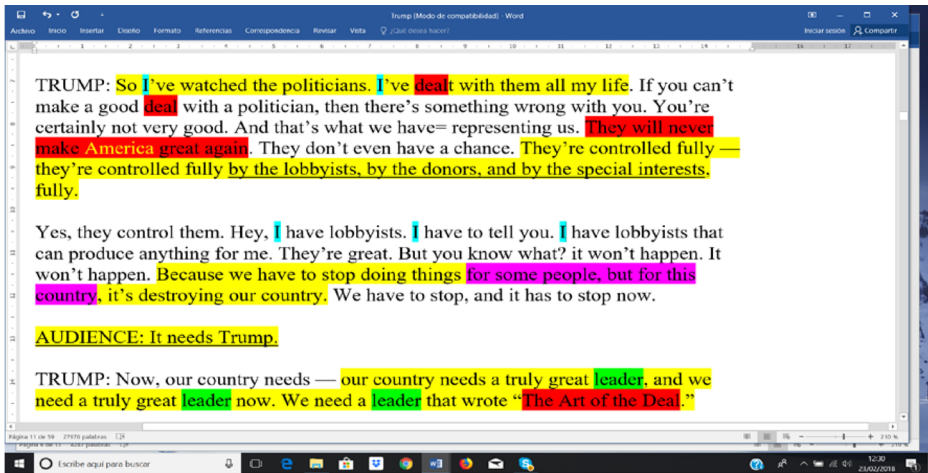 Trump [Modo de compatibilidad] - Word
Archivo Inicio Insertar Diseño Formato Referencias Correspondencia Revisar Vista ¿Qué desea hacer? Iniciar sesión Compartir
TRUMP: So I've watched the politicians. I've dealt with them all my life. If you can't
make a good deal with a politician, then there's something wrong with you. You're
certainly not very good. And that's what we have= representing us. They will never
make America great again. They don't even have a chance. They're controlled fully —
they're controlled fully by the lobbyists, by the donors, and by the special interests,
fully.
Yes, they control them. Hey, I have lobbyists. I have to tell you. I have lobbyists that
can produce anything for me. They're great. But you know what? it won't happen. It
won't happen. Because we have to stop doing things for some people, but for this
country, it's destroying our country. We have to stop, and it has to stop now.
AUDIENCE: It needs Trump.
TRUMP: Now, our country needs — our country needs a truly great leader, and we
need a truly great leader now. We need a leader that wrote “The Art of the Deal.”
Página 11 de 59 27970 palabras 210 %
Escribe aquí para buscar 12:30
23/02/2018